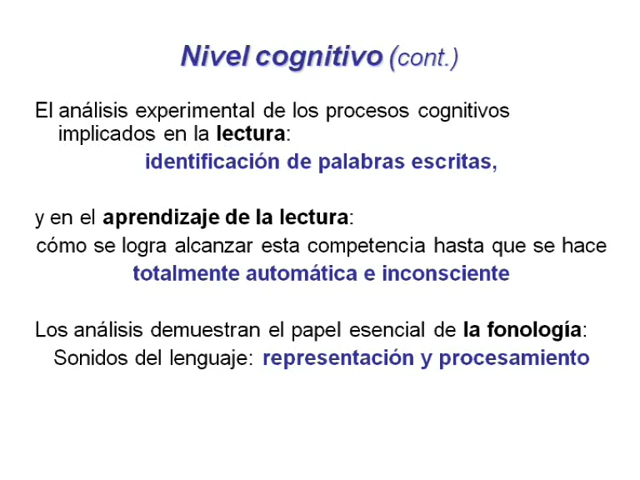 Nivel cognitivo (cont.)
El análisis experimental de los procesos cognitivos
implicados en la lectura:
identificación de palabras escritas,
y en el aprendizaje de la lectura:
cómo se logra alcanzar esta competencia hasta que se hace
totalmente automática e inconsciente
Los análisis demuestran el papel esencial de la fonología:
Sonidos del lenguaje: representación y procesamiento